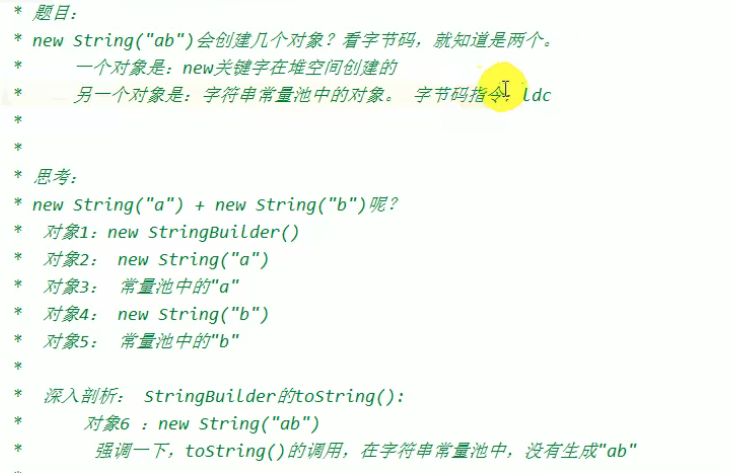 * 题目:
* new String("ab")会创建几个对象?看字节码,就知道是两个。
* 一个对象是:new关键字在堆空间创建的
* 另一个对象是:字符串常量池中的对象。 字节码指令:ldc
*
*
* 思考:
* new String("a") + new String("b")呢?
* 对象1:new StringBuilder()
* 对象2: new String("a")
* 对象3: 常量池中的"a"
* 对象4: new String("b")
* 对象5: 常量池中的"b"
*
* 深入剖析: StringBuilder的toString():
* 对象6 :new String("ab")
* 强调一下,toString()的调用,在字符串常量池中,没有生成"ab"
*